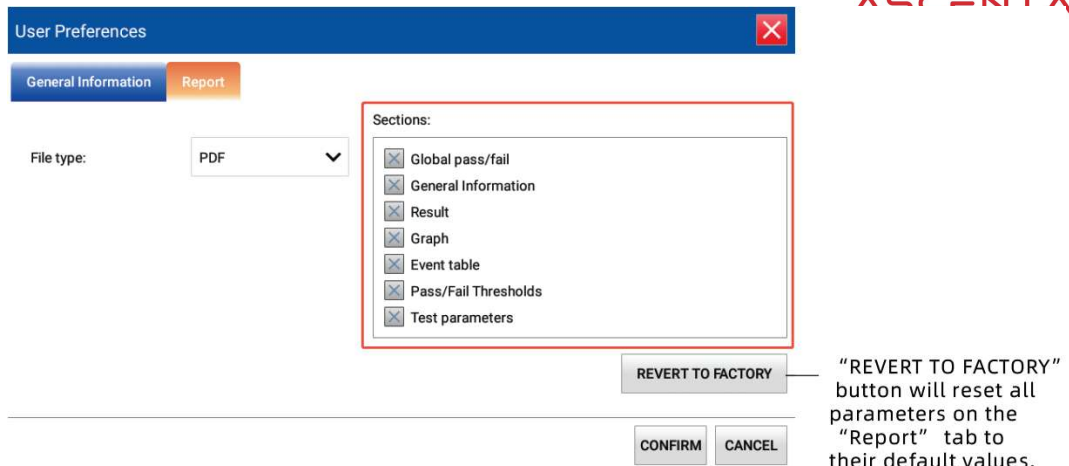 User Preferences
General Information Report
Sections:
File type: PDF
Global pass/fail
General Information
Result
Graph
Event table
Pass/Fail Thresholds
Test parameters
REVERT TO FACTORY
“REVERT TO FACTORY”
button will reset all
parameters on the
“Report” tab to
their default values.
CONFIRM CANCEL